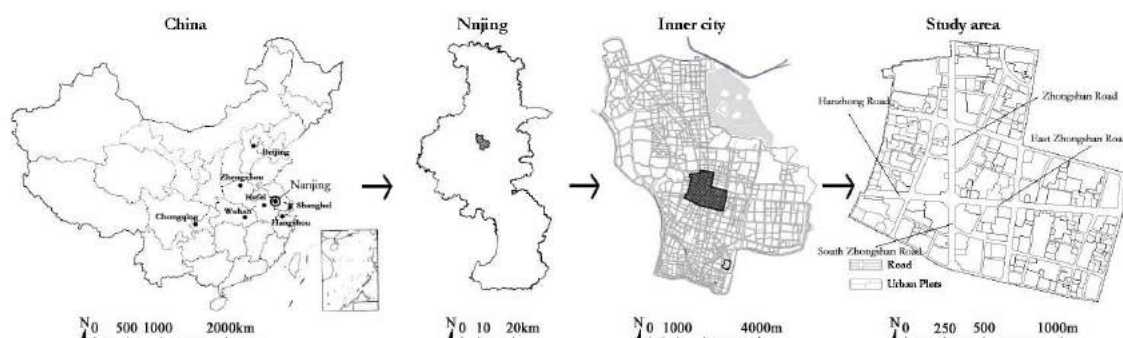 China
Nnjing
Inner city
Study area
Beijing
Zhengzhou
Nanjing
Hefei
Shanghai
Chongqing
Wuhan
Hangzhou
Hanzhong Road
Zhongshan Road
East Zhongshan Roa
South Zhongshan Road
Road
Urban Plots
N 0 500 1000 2000km
N 0 10 20km
N 0 1000 4000m
N 0 250 500 1000m